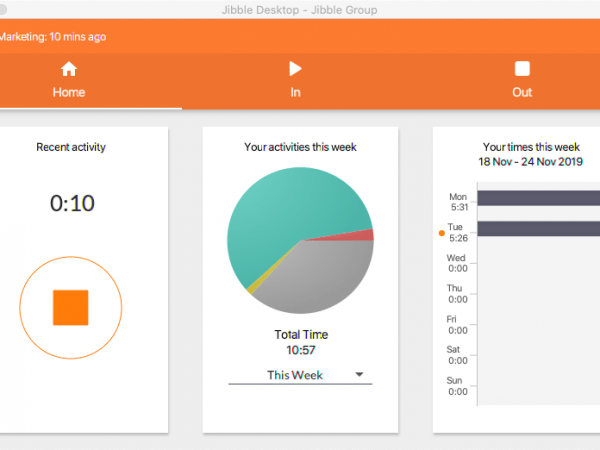 Jibble Desktop - Jibble Group
Marketing: 10 mins ago
Home
In
Out
Recent activity
0:10
Your activities this week
Total Time
10:57
This Week
Your times this week
18 Nov - 24 Nov 2019
Mon
5:31
Tue
5:26
Wed
0:00
Thu
0:00
Fri
0:00
Sat
0:00
Sun
0:00